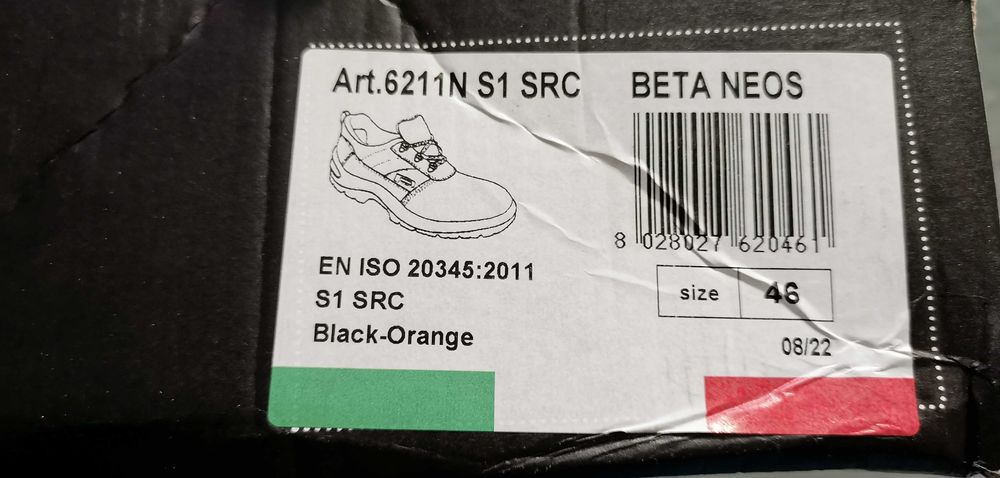 Art.6211N S1 SRC
BETA NEOS
8 028027 620461
EN ISO 20345:2011
S1 SRC
Black-Orange
size 46
08/22